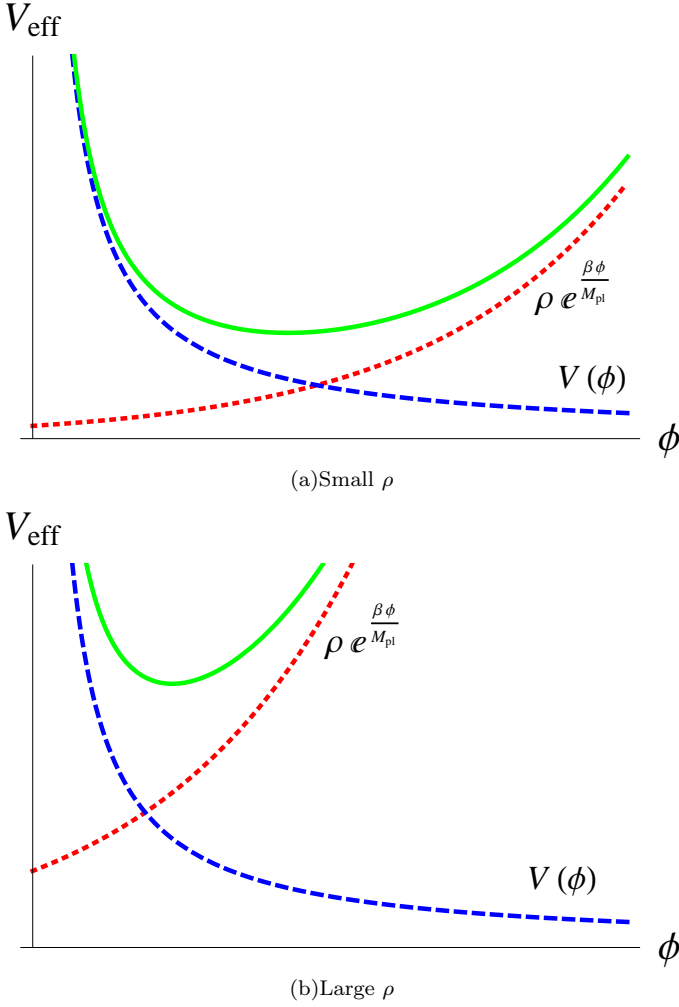 V_eff
ρ e^{βϕ/M_pl}
V (ϕ)
ϕ
(a)Small ρ
V_eff
ρ e^{βϕ/M_pl}
V (ϕ)
ϕ
(b)Large ρ